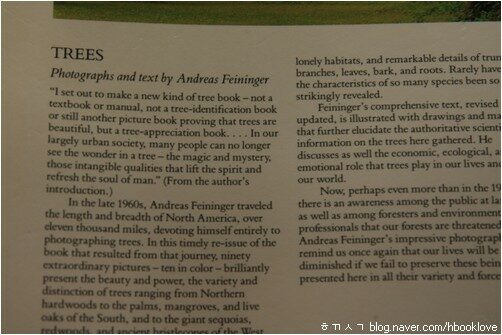 TREES
Photographs and text by Andreas Feininger
"I set out to make a new kind of tree book – not a
textbook or manual, not a tree-identification book
or still another picture book proving that trees are
beautiful, but a tree-appreciation book. . . . In our
largely urban society, many people can no longer
see the wonder in a tree – the magic and mystery,
those intangible qualities that lift the spirit and
refresh the soul of man." (From the author's
introduction.)
In the late 1960s, Andreas Feininger traveled
the length and breadth of North America, over
eleven thousand miles, devoting himself entirely to
photographing trees. In this timely re-issue of the
book that resulted from that journey, ninety
extraordinary pictures – ten in color – brilliantly
present the beauty and power, the variety and
distinction of trees ranging from Northern
hardwoods to the palms, mangroves, and live
oaks of the South, and to the giant sequoias,
redwoods, and ancient bristlecones of the West
lonely habitats, and remarkable details of trun
branches, leaves, bark, and roots. Rarely have
the characteristics of so many species been so
strikingly revealed.
Feininger's comprehensive text, revised
updated, is illustrated with drawings and ma
that further elucidate the authoritative scient
information on the trees here gathered. He
discusses as well the economic, ecological, a
emotional role that trees play in our lives and
our world.
Now, perhaps even more than in the 19
there is an awareness among the public at la
as well as among foresters and environment
professionals that our forests are threatened
Andreas Feininger's impressive photograp
remind us once again that our lives will be
diminished if we fail to preserve these bein
presented here in all their variety and force
ㅎㄲㅅㄱ blog.naver.com/hbooklove